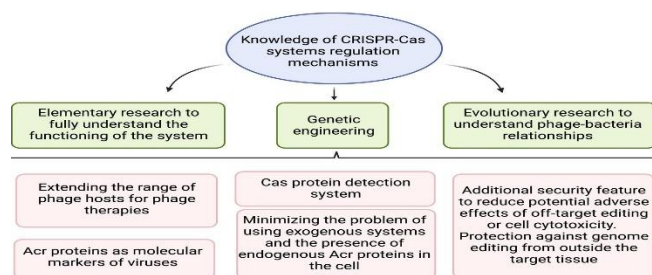 Knowledge of CRISPR-Cas
systems regulation
mechanisms
Elementary research to
fully understand the
functioning of the system
Genetic
engineering
Evolutionary research to
understand phage-bacteria
relationships
Extending the range of
phage hosts for phage
therapies
Acr proteins as molecular
markers of viruses
Cas protein detection
system
Minimizing the problem of
using exogenous systems
and the presence of
endogenous Acr proteins in
the cell
Additional security feature
to reduce potential adverse
effects of off-target editing
or cell cytotoxicity.
Protection against genome
editing from outside the
target tissue